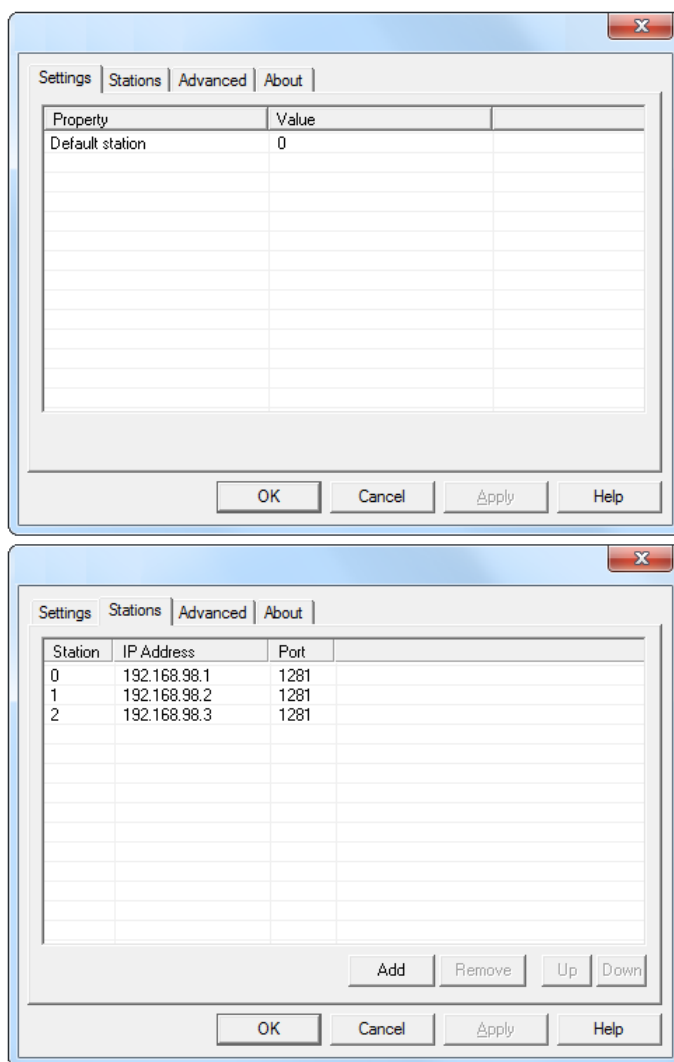 Settings Stations Advanced About
Property Value
Default station 0
OK Cancel Apply Help
Settings Stations Advanced About
Station IP Address Port
0 192.168.98.1 1281
1 192.168.98.2 1281
2 192.168.98.3 1281
Add Remove Up Down
OK Cancel Apply Help